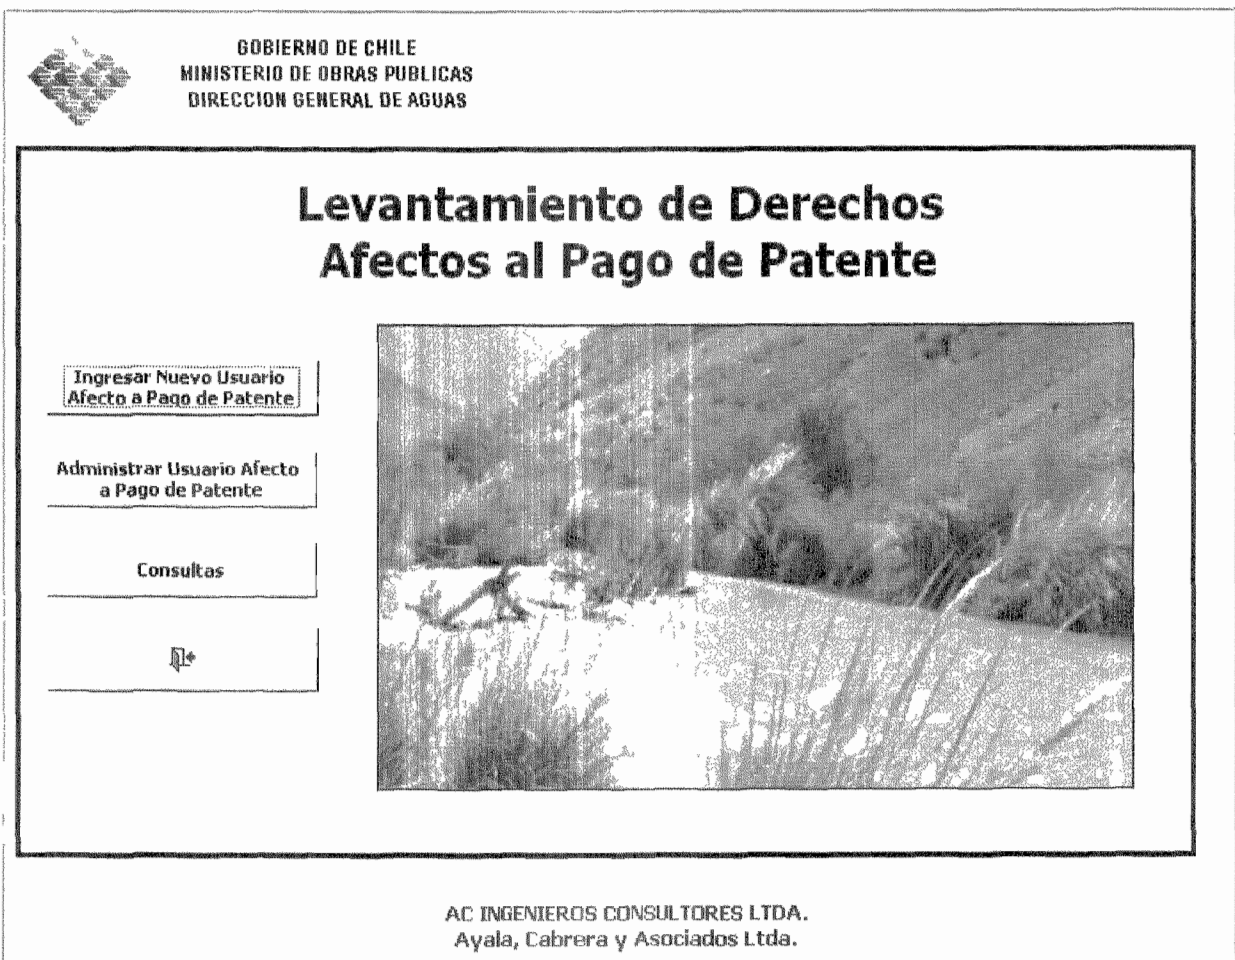 GOBIERNO DE CHILE
MINISTERIO DE OBRAS PUBLICAS
DIRECCION GENERAL DE AGUAS
Levantamiento de Derechos
Afectos al Pago de Patente
Ingresar Nuevo Usuario
Afecto a Pago de Patente
Administrar Usuario Afecto
a Pago de Patente
Consultas
AC INGENIEROS CONSULTORES LTDA.
Ayala, Cabrera y Asociados Ltda.